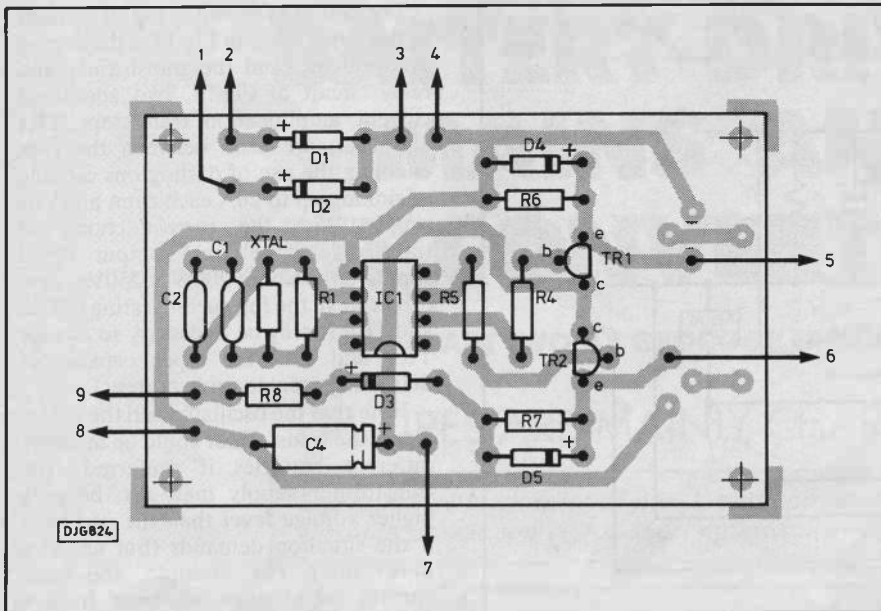 1 2 3 4
+ D1
+ D2
D4 +
R6
C1 XTAL
C2
R1 IC1 R5 R4
e
b TR1
c
5
c
TR2 b
e
6
9 R8 + D3
8 C4 +
R7
D5 +
7
DJG824